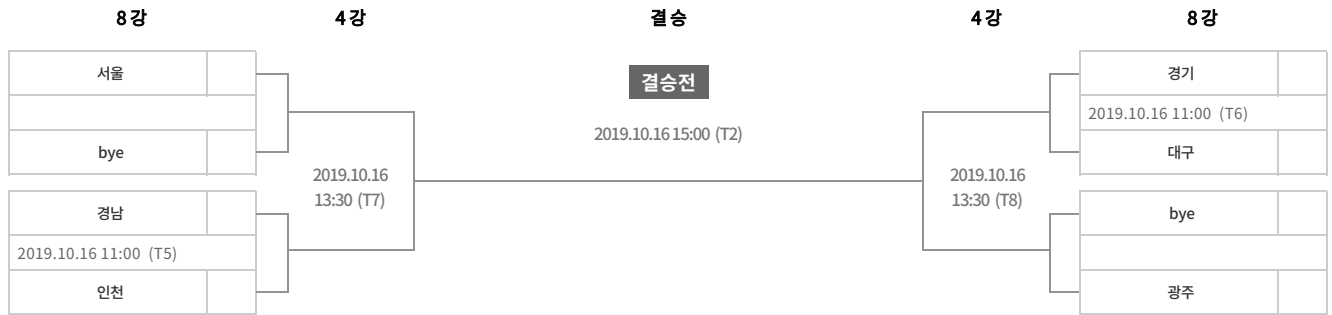 8강
4강
결승
4강
8강
서울
bye
2019.10.16
13:30 (T7)
경남
2019.10.16 11:00 (T5)
인천
결승전
2019.10.16 15:00 (T2)
경기
2019.10.16 11:00 (T6)
대구
2019.10.16
13:30 (T8)
bye
광주